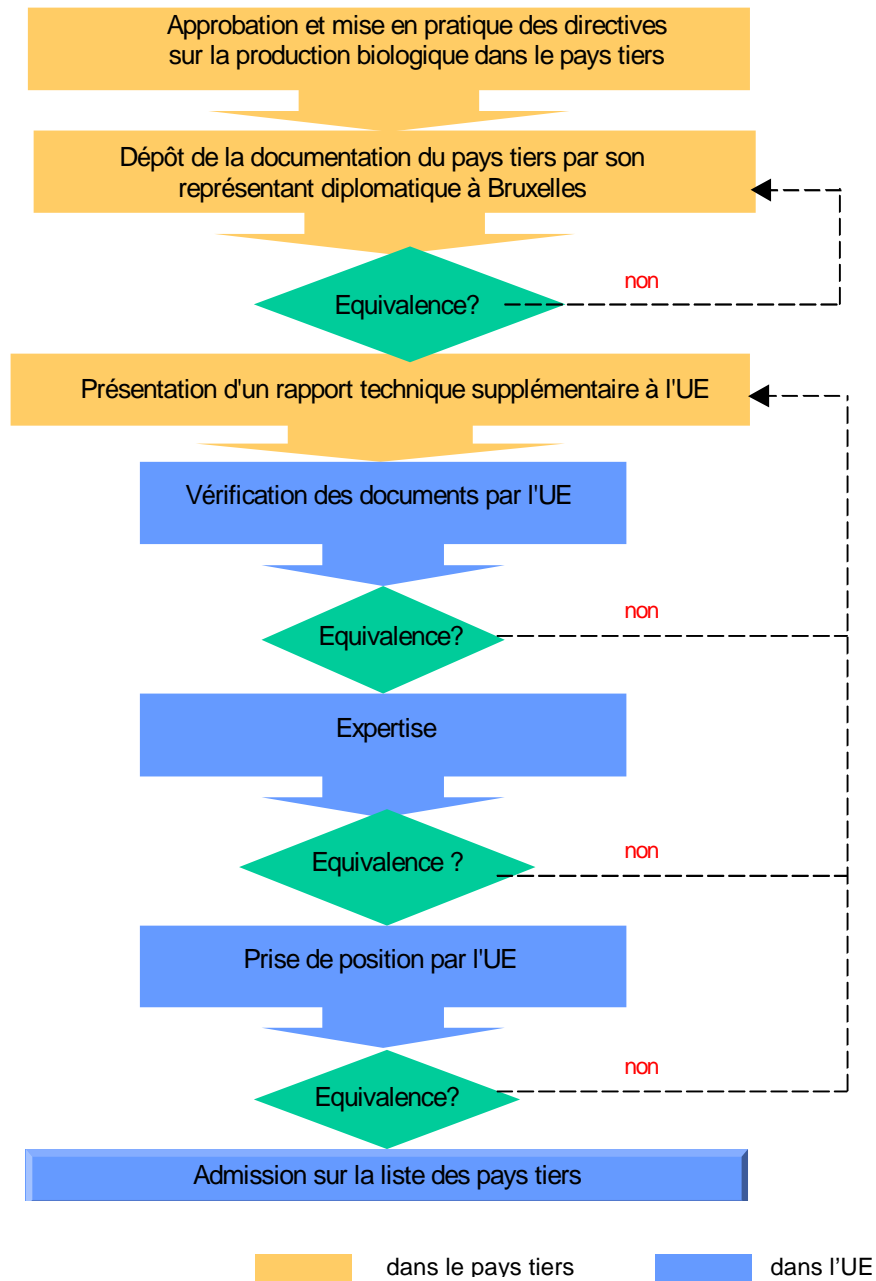 Approbation et mise en pratique des directives
sur la production biologique dans le pays tiers
Dépôt de la documentation du pays tiers par son
représentant diplomatique à Bruxelles
Equivalence?
non
Présentation d'un rapport technique supplémentaire à l'UE
Vérification des documents par l'UE
Equivalence?
non
Expertise
Equivalence ?
non
Prise de position par l'UE
Equivalence?
non
Admission sur la liste des pays tiers
dans le pays tiers
dans l'UE